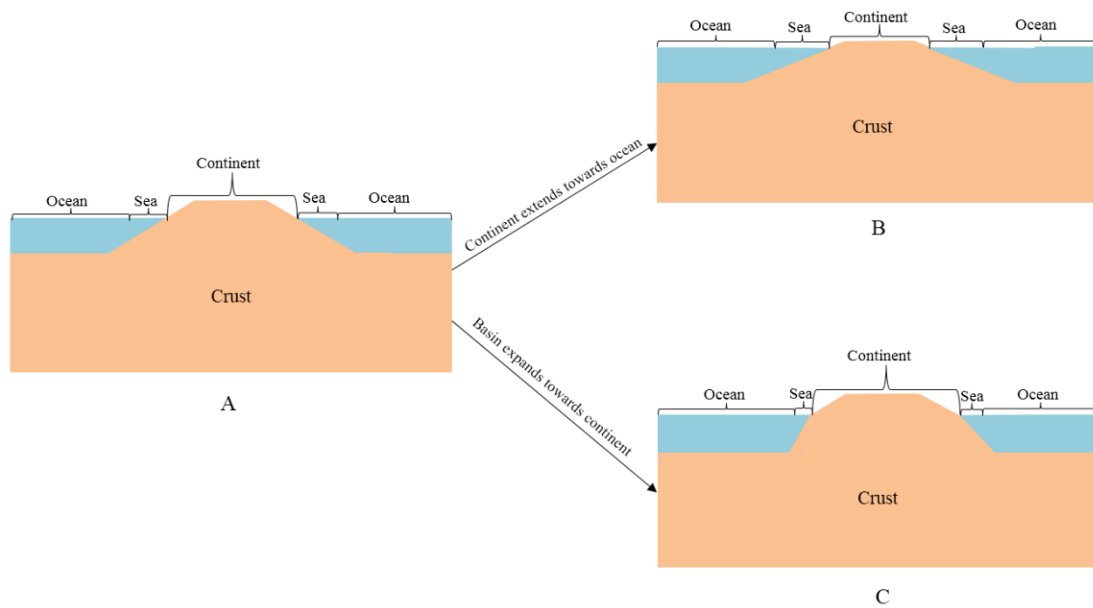 Continent
Ocean
Sea
Sea
Ocean
Crust
A
Continent extends towards ocean
Basin expands towards continent
Continent
Ocean
Sea
Sea
Ocean
Crust
B
Continent
Ocean
Sea
Sea
Ocean
Crust
C